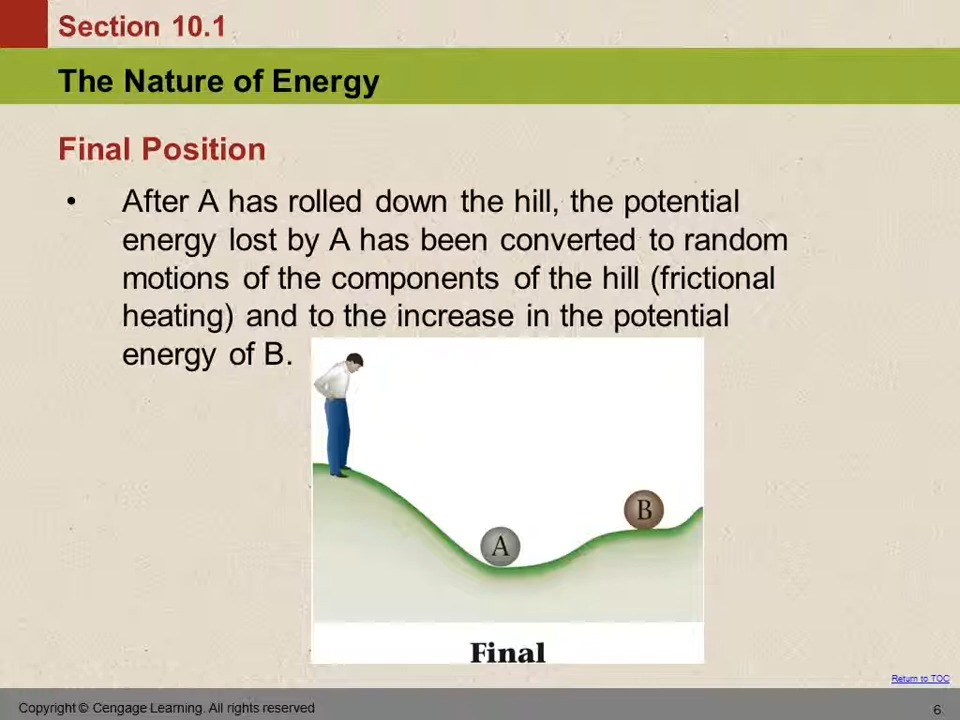 Section 10.1
The Nature of Energy
Final Position
• After A has rolled down the hill, the potential
energy lost by A has been converted to random
motions of the components of the hill (frictional
heating) and to the increase in the potential
energy of B.
B
A
Final
Return to TOC
Copyright © Cengage Learning. All rights reserved
6